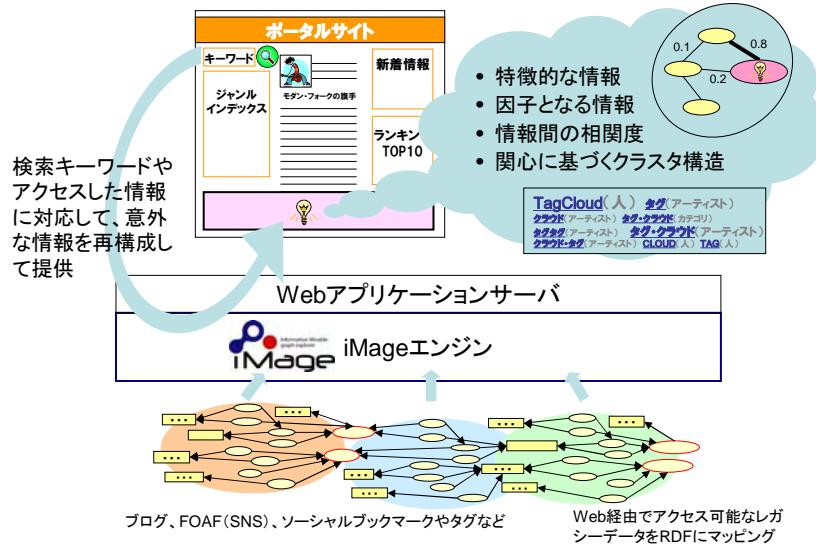 ポータルサイト
キーワード
ジャンル
インデックス
モダン・フォークの旗手
新着情報
ランキン
TOP10
0.1
0.8
0.2
• 特徴的な情報
• 因子となる情報
• 情報間の相関度
• 関心に基づくクラスタ構造
TagCloud(人) タグ(アーティスト)
クラウド(アーティスト) タグ・クラウド(カテゴリ)
タグタグ(アーティスト) タグ・クラウド(アーティスト)
クラウド・タグ(アーティスト) CLOUD(人) TAG(人)
検索キーワードや
アクセスした情報
に対応して、意外
な情報を再構成し
て提供
Webアプリケーションサーバ
Information Movable
graph explorer
iMage
iMageエンジン
ブログ、FOAF(SNS)、ソーシャルブックマークやタグなど
Web経由でアクセス可能なレガ
シーデータをRDFにマッピング